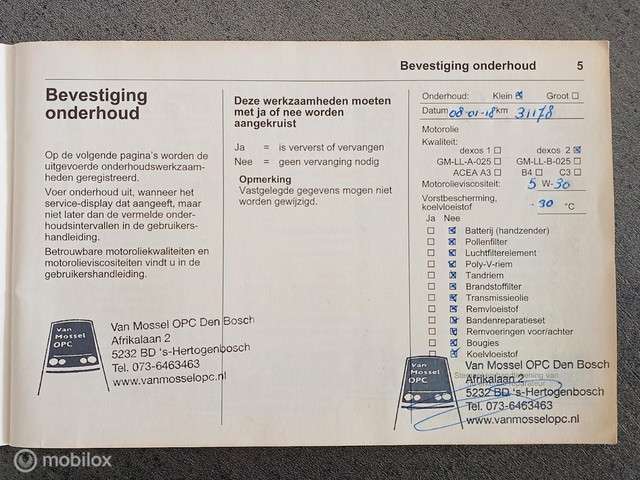 Bevestiging onderhoud 5
Bevestiging
onderhoud
Op de volgende pagina's worden de
uitgevoerde onderhoudswerkzaam-
heden geregistreerd.
Voer onderhoud uit, wanneer het
service-display dat aangeeft, maar
niet later dan de vermelde onder-
houdsintervallen in de gebruikers-
handleiding.
Betrouwbare motoroliekwaliteiten en
motorolieviscositeiten vindt u in de
gebruikershandleiding.
Van
Mossel
OPC
Van Mossel OPC Den Bosch
Afrikalaan 2
5232 BD 's-Hertogenbosch
Tel. 073-6463463
www.vanmosselopc.nl
Deze werkzaamheden moeten
met ja of nee worden
aangekruist
Ja = is ververst of vervangen
Nee = geen vervanging nodig
Opmerking
Vastgelegde gegevens mogen niet
worden gewijzigd.
Onderhoud: Klein Groot
Datum 08-01-18 km 31178
Motorolie
Kwaliteit:
dexos 1 dexos 2
GM-LL-A-025 GM-LL-B-025
ACEA A3 B4 C3
Motorolieviscositeit: 5 W-30
Vorstbescherming,
koelvloeistof -30 °C
Ja Nee
Batterij (handzender)
Pollenfilter
Luchtfilterelement
Poly-V-riem
Tandriem
Brandstoffilter
Transmissieolie
Remvloeistof
Bandenreparatieset
Remvoeringen voor/achter
Bougies
Koelvloeistof
Van
Mossel
OPC
Van Mossel OPC Den Bosch
Afrikalaan 2
5232 BD 's-Hertogenbosch
Tel. 073-6463463
www.vanmosselopc.nl
mobilox